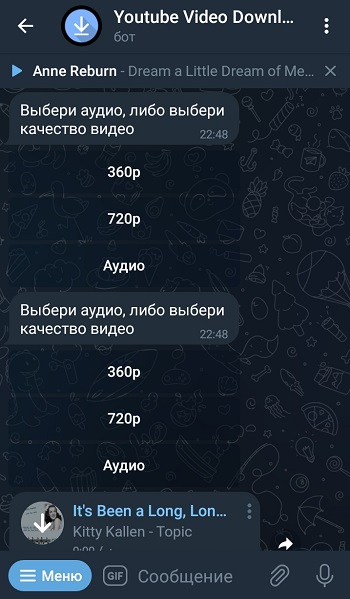 Youtube Video Downl...
бот
Anne Reburn - Dream a Little Dream of Me...
Выбери аудио, либо выбери
качество видео
22:48
360p
720p
Аудио
Выбери аудио, либо выбери
качество видео
22:48
360p
720p
Аудио
It's Been a Long, Lon...
Kitty Kallen - Topic
Меню
GIF
Сообщение